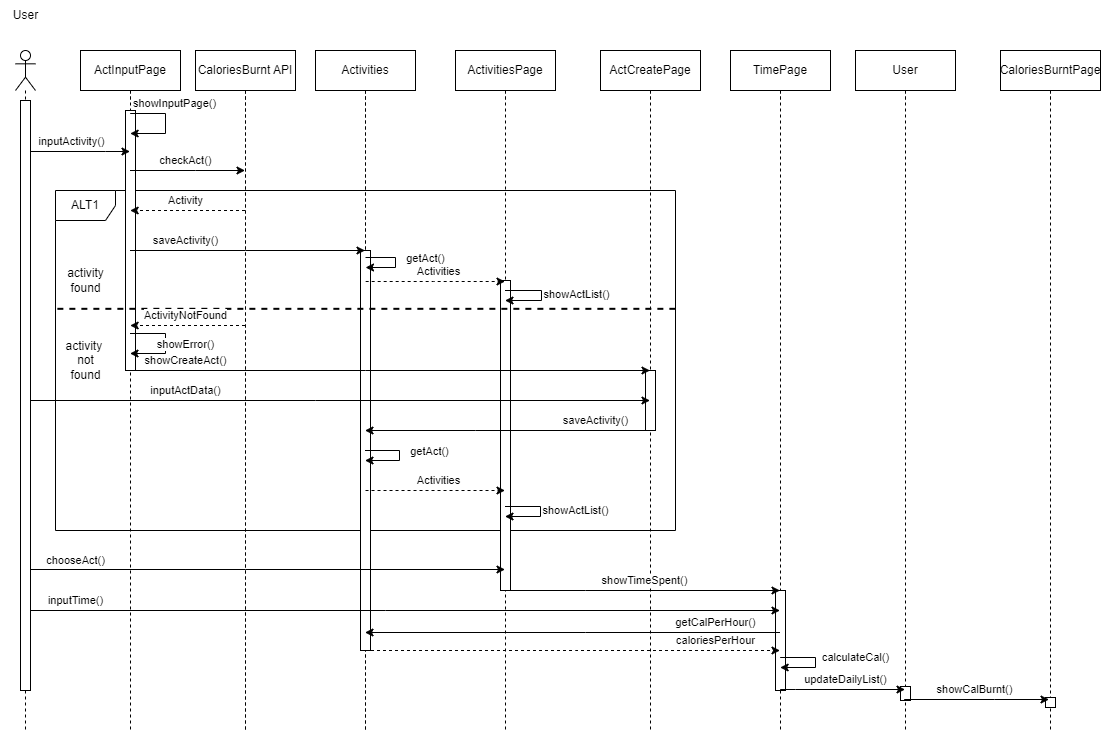 User
ActInputPage
CaloriesBurnt API
Activities
ActivitiesPage
ActCreatePage
TimePage
User
CaloriesBurntPage
showInputPage()
inputActivity()
checkAct()
ALT1
Activity
saveActivity()
getAct()
Activities
activity
found
showActList()
ActivityNotFound
showError()
activity
not
found
showCreateAct()
inputActData()
saveActivity()
getAct()
Activities
showActList()
chooseAct()
showTimeSpent()
inputTime()
getCalPerHour()
caloriesPerHour
calculateCal()
updateDailyList()
showCalBurnt()